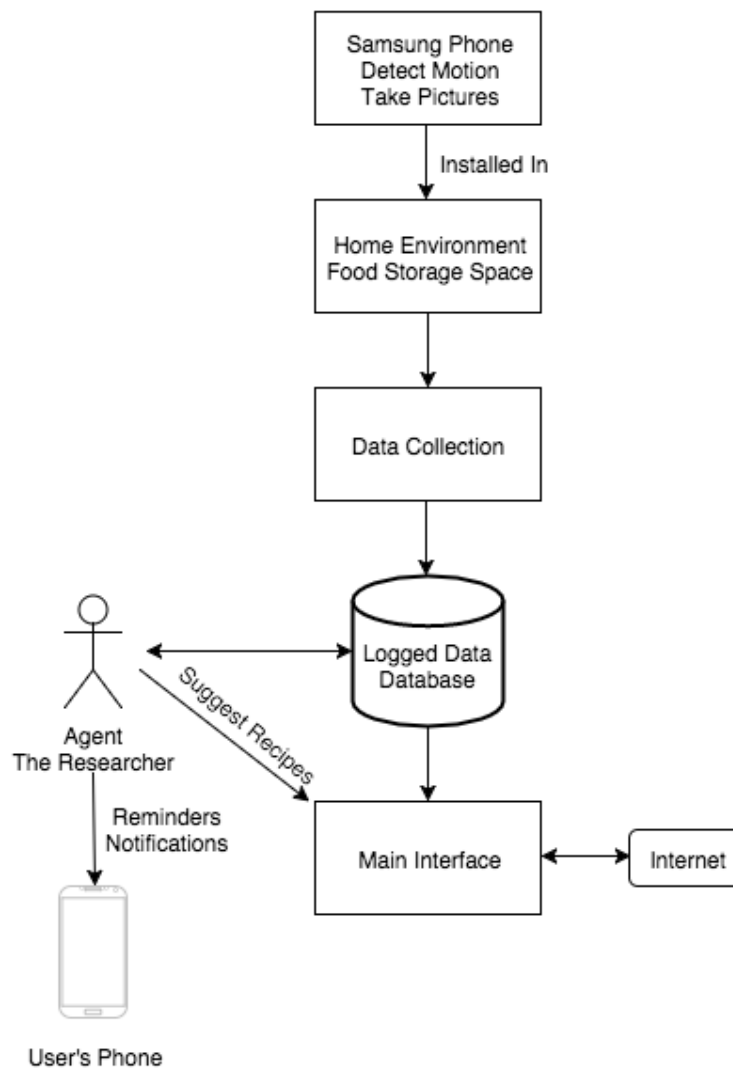 Samsung Phone
Detect Motion
Take Pictures
Installed In
Home Environment
Food Storage Space
Data Collection
Logged Data
Database
Agent
The Researcher
Suggest Recipes
Reminders
Notifications
Main Interface
Internet
User's Phone